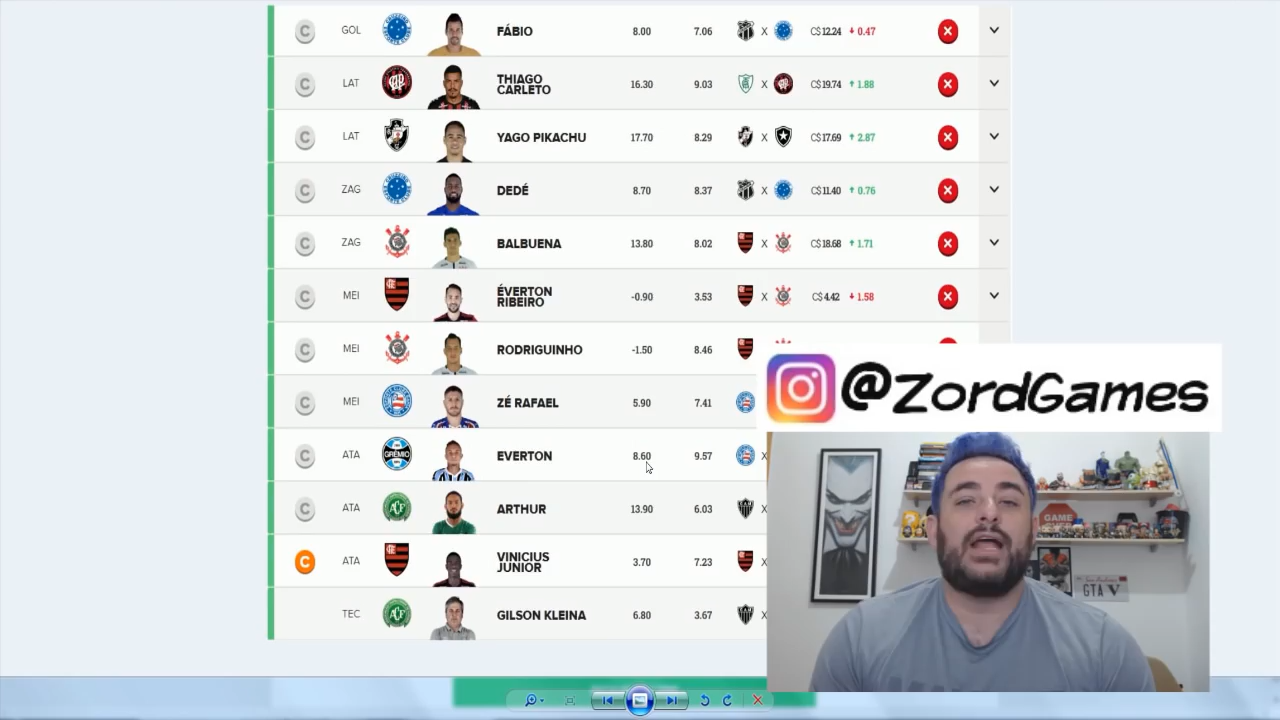 C GOL FÁBIO 8.00 7.06 X C$ 12.24 0.47
C LAT THIAGO CARLETO 16.30 9.03 X C$ 19.74 1.88
C LAT YAGO PIKACHU 17.70 8.29 X C$ 17.69 2.87
C ZAG DEDÉ 8.70 8.37 X C$ 11.40 0.76
C ZAG BALBUENA 13.80 8.02 X C$ 18.68 1.71
C MEI ÉVERTON RIBEIRO -0.90 3.53 X C$ 4.42 1.58
C MEI RODRIGUINHO -1.50 8.46
C MEI ZÉ RAFAEL 5.90 7.41
C ATA GRÊMIO EVERTON 8.60 9.57 X
C ATA ARTHUR 13.90 6.03 X
C ATA VINICIUS JUNIOR 3.70 7.23 X
TEC GILSON KLEINA 6.80 3.67 X
@ZordGames
GAME
GTA V